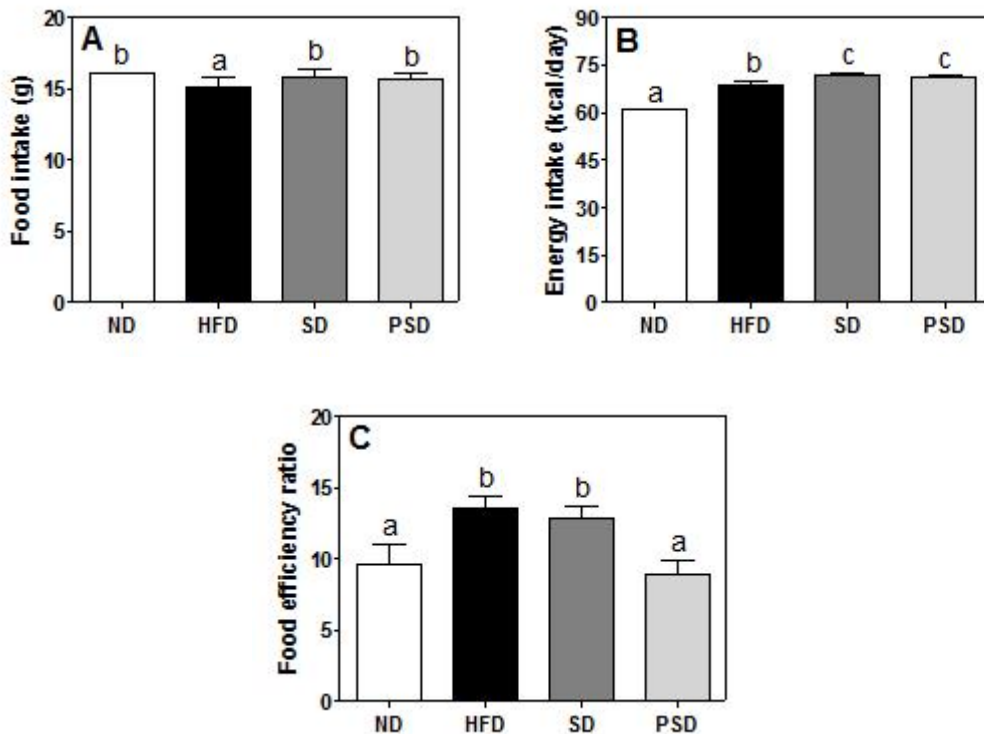 A
Food intake (g)
20
15
10
5
0
b a b b
ND HFD SD PSD
B
Energy intake (kcal/day)
90
75
60
45
30
15
0
a b c c
ND HFD SD PSD
C
Food efficiency ratio
20
15
10
5
0
a b b a
ND HFD SD PSD